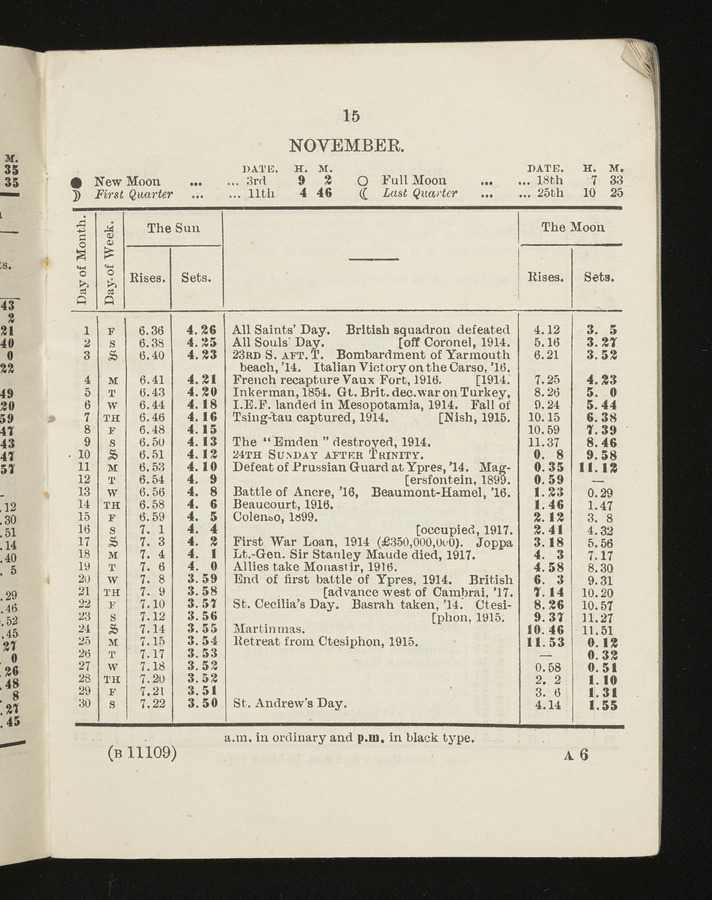 15
NOVEMBER.
DATE. H. M. DATE. H. M.
● New Moon ... ... 3rd 9 2 ○ Full Moon ... ... 18th 7 33
☽ First Quarter ... ... 11th 4 46 ☾ Last Quarter ... ... 25th 10 25
Day of Month. Day of Week. The Sun The Moon
Rises. Sets. Rises. Sets.
1 F 6.36 4.26 All Saints' Day. British squadron defeated 4.12 3. 5
2 S 6.38 4.25 All Souls' Day. [off Coronel, 1914. 5.16 3.27
3 S 6.40 4.23 23RD S. AFT. T. Bombardment of Yarmouth 6.21 3.52
beach, '14. Italian Victory on the Carso, '16.
4 M 6.41 4.21 French recapture Vaux Fort, 1916. [1914. 7.25 4.23
5 T 6.43 4.20 Inkerman, 1854. Gt. Brit. dec. war on Turkey, 8.26 5. 0
6 W 6.44 4.18 I.E.F. landed in Mesopotamia, 1914. Fall of 9.24 5.44
7 TH 6.46 4.16 Tsing-tau captured, 1914. [Nish, 1915. 10.15 6.38
8 F 6.48 4.15 10.59 7.39
9 S 6.50 4.13 The "Emden" destroyed, 1914. 11.37 8.46
10 S 6.51 4.12 24TH SUNDAY AFTER TRINITY. 0. 8 9.58
11 M 6.53 4.10 Defeat of Prussian Guard at Ypres, '14. Mag- 0.35 11.12
12 T 6.54 4. 9 [ersfontein, 1899. 0.59 —
13 W 6.56 4. 8 Battle of Ancre, '16, Beaumont-Hamel, '16. 1.23 0.29
14 TH 6.58 4. 6 Beaucourt, 1916. 1.46 1.47
15 F 6.59 4. 5 Colenso, 1899. 2.12 3. 8
16 S 7. 1 4. 4 [occupied, 1917. 2.41 4.32
17 S 7. 3 4. 2 First War Loan, 1914 (£350,000,000). Joppa 3.18 5.56
18 M 7. 4 4. 1 Lt.-Gen. Sir Stanley Maude died, 1917. 4. 3 7.17
19 T 7. 6 4. 0 Allies take Monastir, 1916. 4.58 8.30
20 W 7. 8 3.59 End of first battle of Ypres, 1914. British 6. 3 9.31
21 TH 7. 9 3.58 [advance west of Cambrai, '17. 7.14 10.20
22 F 7.10 3.57 St. Cecilia's Day. Basrah taken, '14. Ctesi- 8.26 10.57
23 S 7.12 3.56 [phon, 1915. 9.37 11.27
24 S 7.14 3.55 Martinmas. 10.46 11.51
25 M 7.15 3.54 Retreat from Ctesiphon, 1915. 11.53 0.12
26 T 7.17 3.53 — 0.32
27 W 7.18 3.52 0.58 0.51
28 TH 7.20 3.52 2. 2 1.10
29 F 7.21 3.51 3. 6 1.31
30 S 7.22 3.50 St. Andrew's Day. 4.14 1.55
a.m. in ordinary and p.m. in black type.
(B 11109) A 6